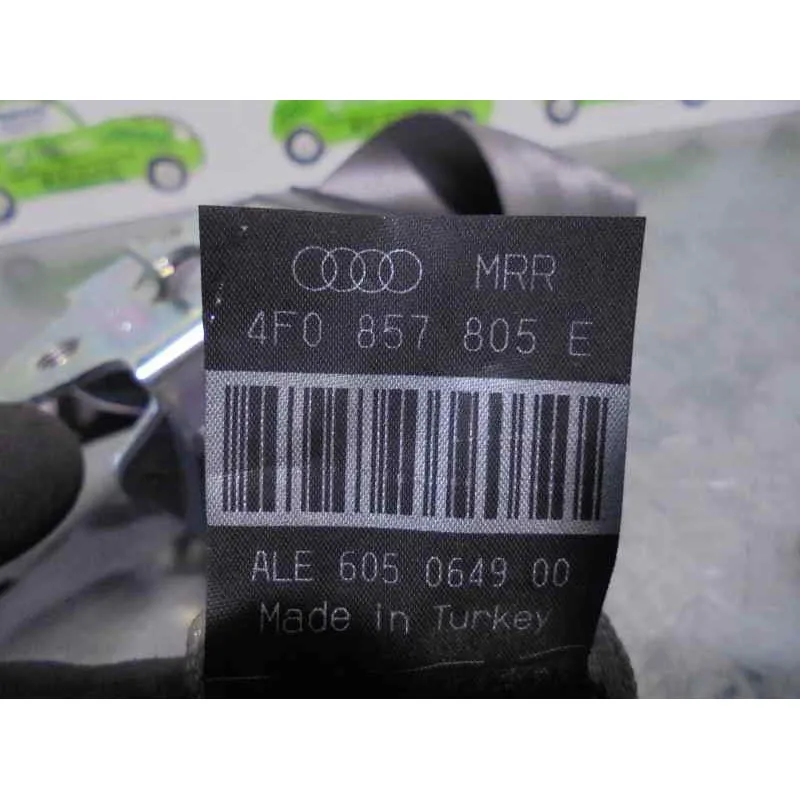 MRR
4F0 857 805 E
ALE 605 0649 00
Made in Turkey